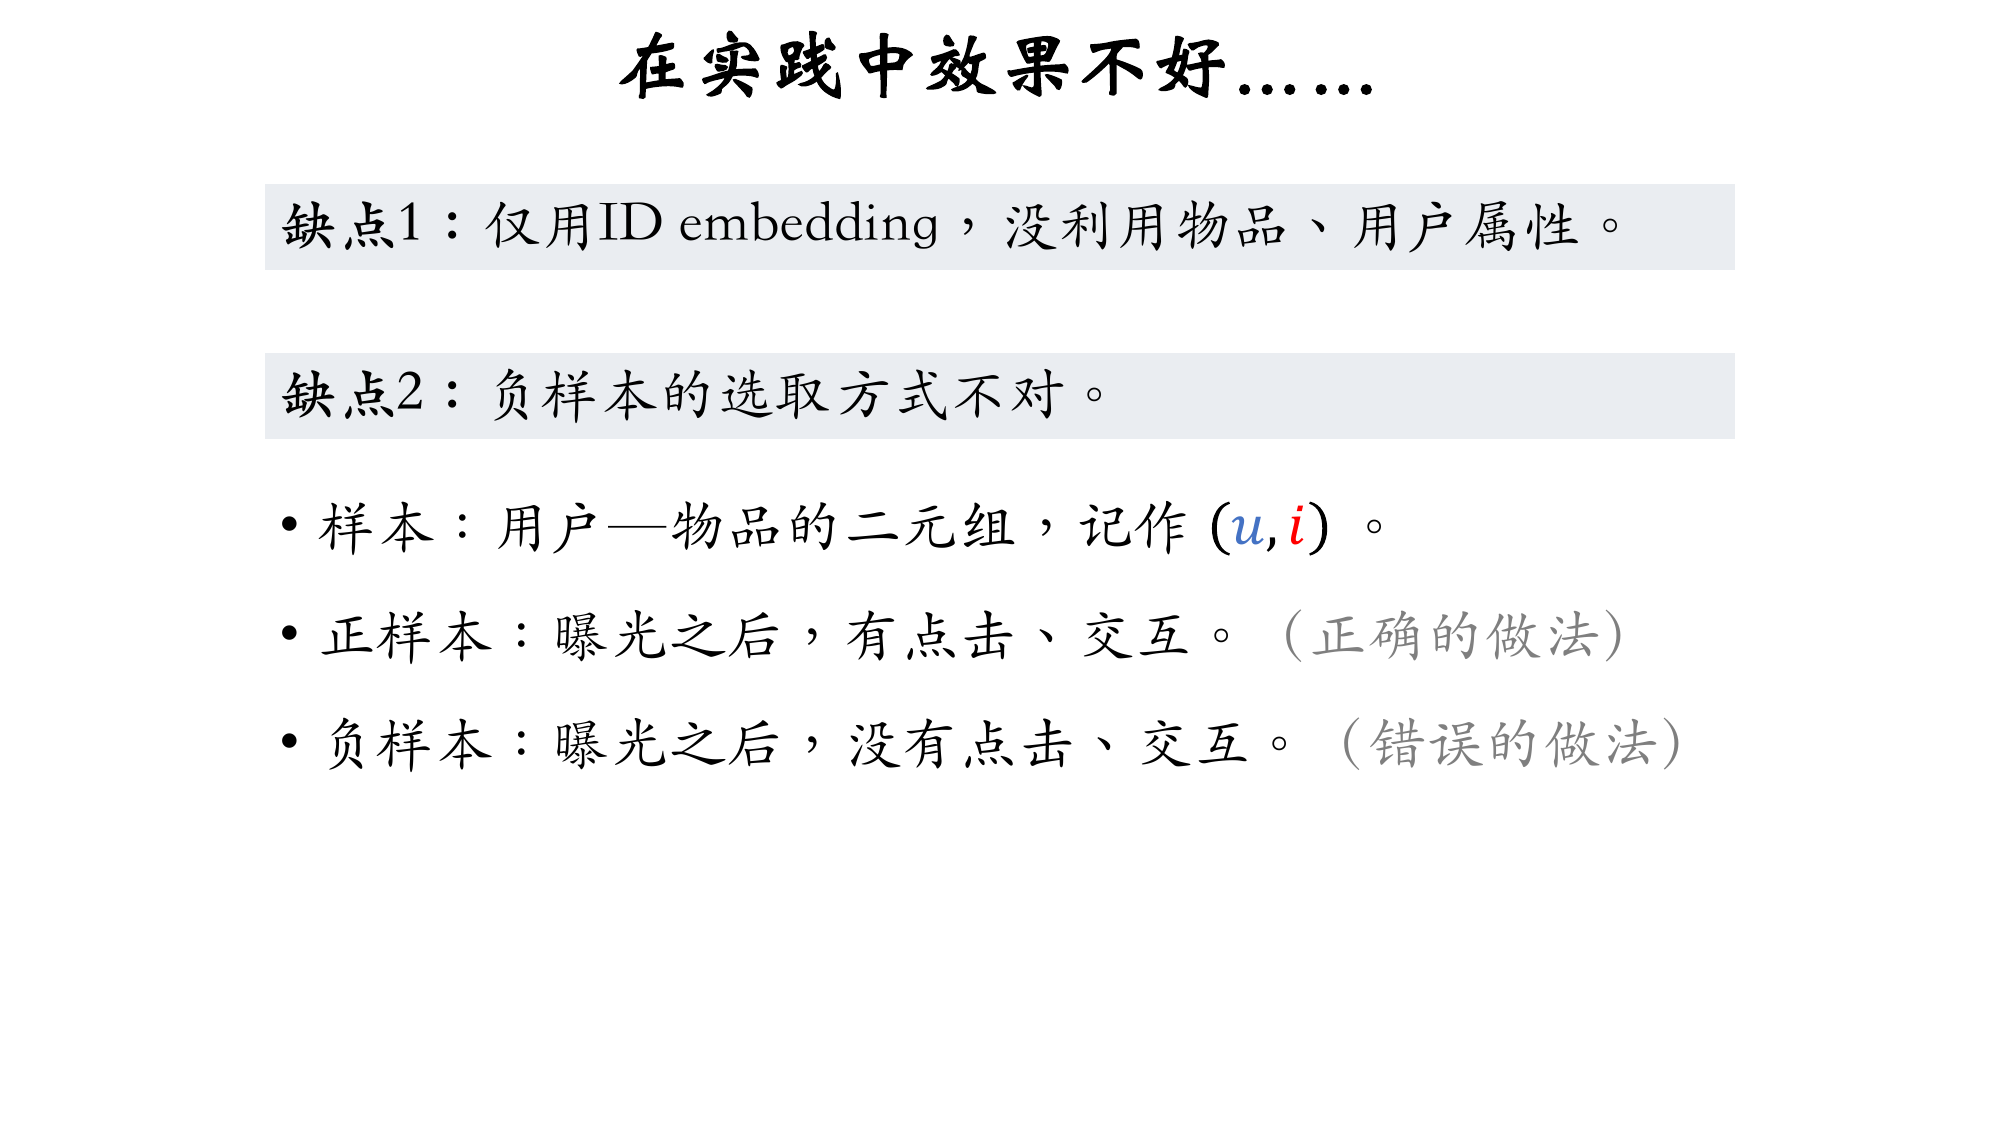 在实践中效果不好……
缺点1：仅用ID embedding，没利用物品、用户属性。
缺点2：负样本的选取方式不对。
• 样本：用户—物品的二元组，记作 (u, i) 。
• 正样本：曝光之后，有点击、交互。（正确的做法）
• 负样本：曝光之后，没有点击、交互。（错误的做法）